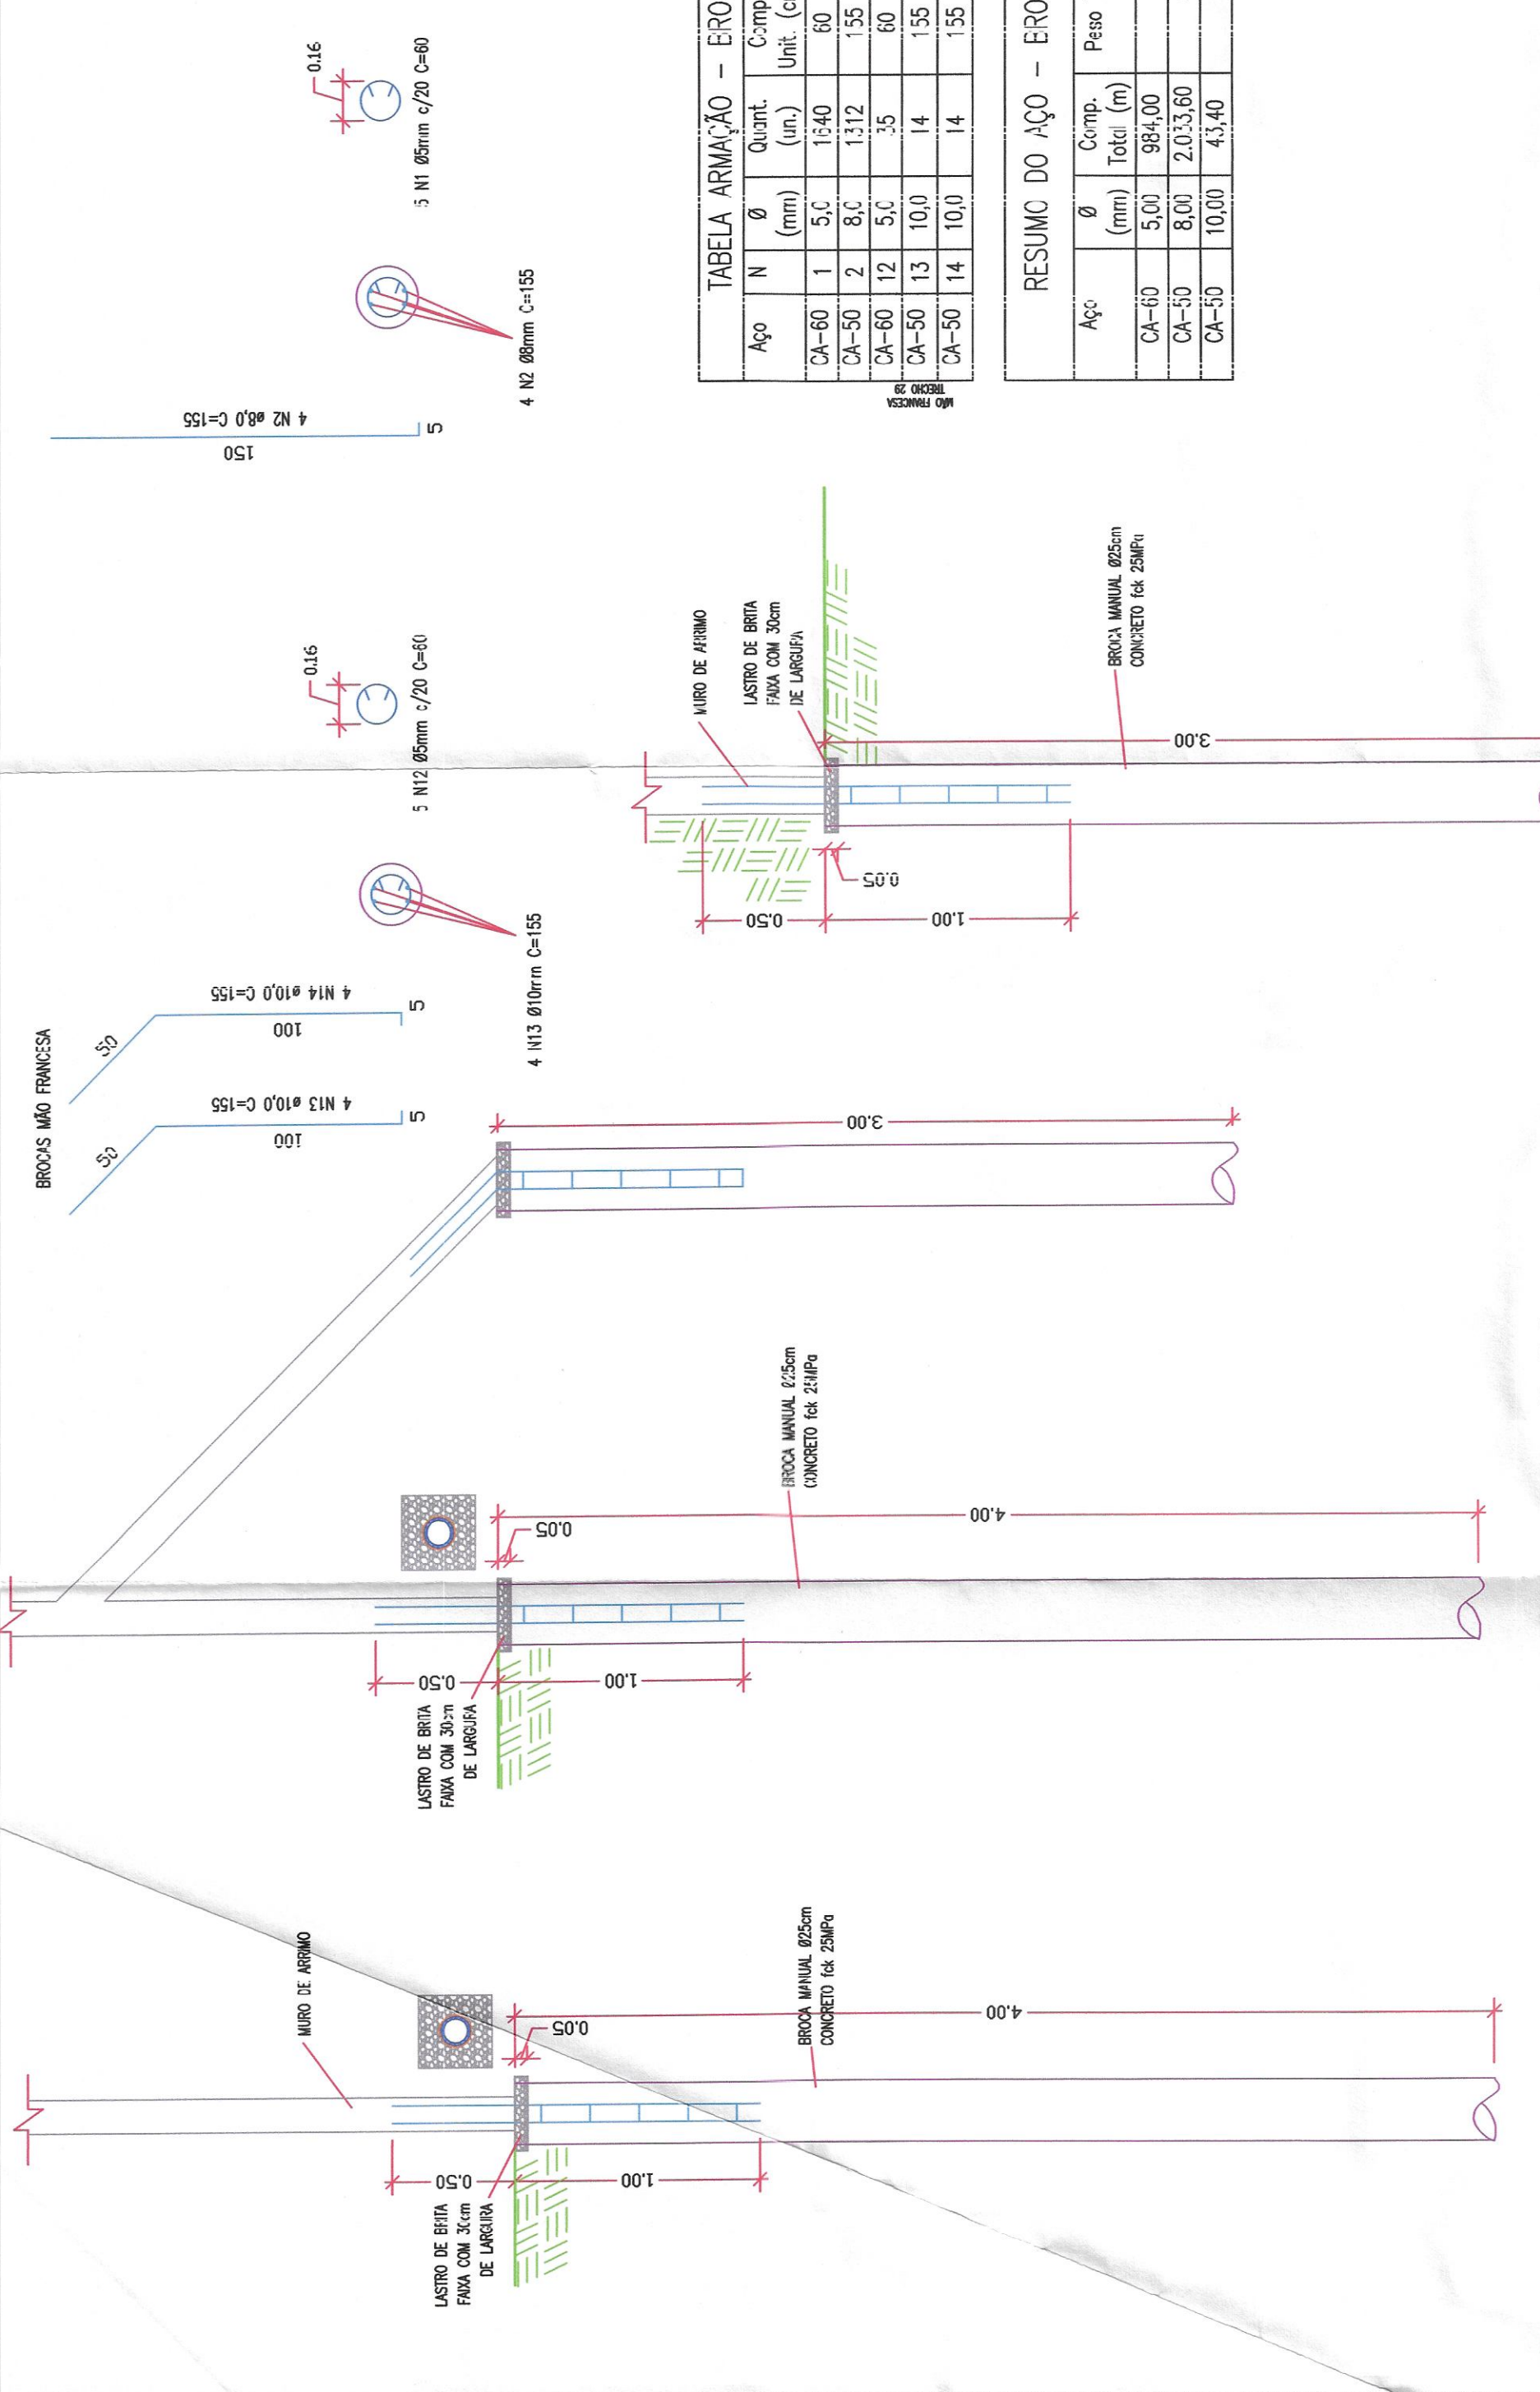 BROCAS MÃO FRANCESA
50
100
4 N13 ø10,0 C=155
5
50
100
4 N14 ø10,0 C=155
5
4 N13 Ø10mm C=155
0.16
5 N12 Ø5mm c/20 C=60
150
4 N2 ø8,0 C=155
5
4 N2 Ø8mm C=155
0.16
5 N1 Ø5mm c/20 C=60
MURO DE ARRIMO
LASTRO DE BRITA
FAIXA COM 30cm
DE LARGURA
0.50
1.00
0.05
4.00
BROCA MANUAL Ø25cm
CONCRETO fck 25MPa
LASTRO DE BRITA
FAIXA COM 30cm
DE LARGURA
0.50
1.00
0.05
4.00
BROCA MANUAL Ø25cm
CONCRETO fck 25MPa
3.00
MURO DE ARRIMO
LASTRO DE BRITA
FAIXA COM 30cm
DE LARGURA
0.50
1.00
0.05
3.00
BROCA MANUAL Ø25cm
CONCRETO fck 25MPa
TABELA ARMAÇÃO - BRO
Aço N Ø (mm) Quant. (un.) Comp Unit.
CA-60 1 5,0 1640 60
CA-50 2 8,0 1312 155
CA-60 12 5,0 35 60
CA-50 13 10,0 14 155
CA-50 14 10,0 14 155
MÃO FRANCESA
TRECHO 29
RESUMO DO AÇO - BRO
Aço Ø (mm) Comp. Total (m) Peso
CA-60 5,00 984,00
CA-50 8,00 2.033,60
CA-50 10,00 43,40